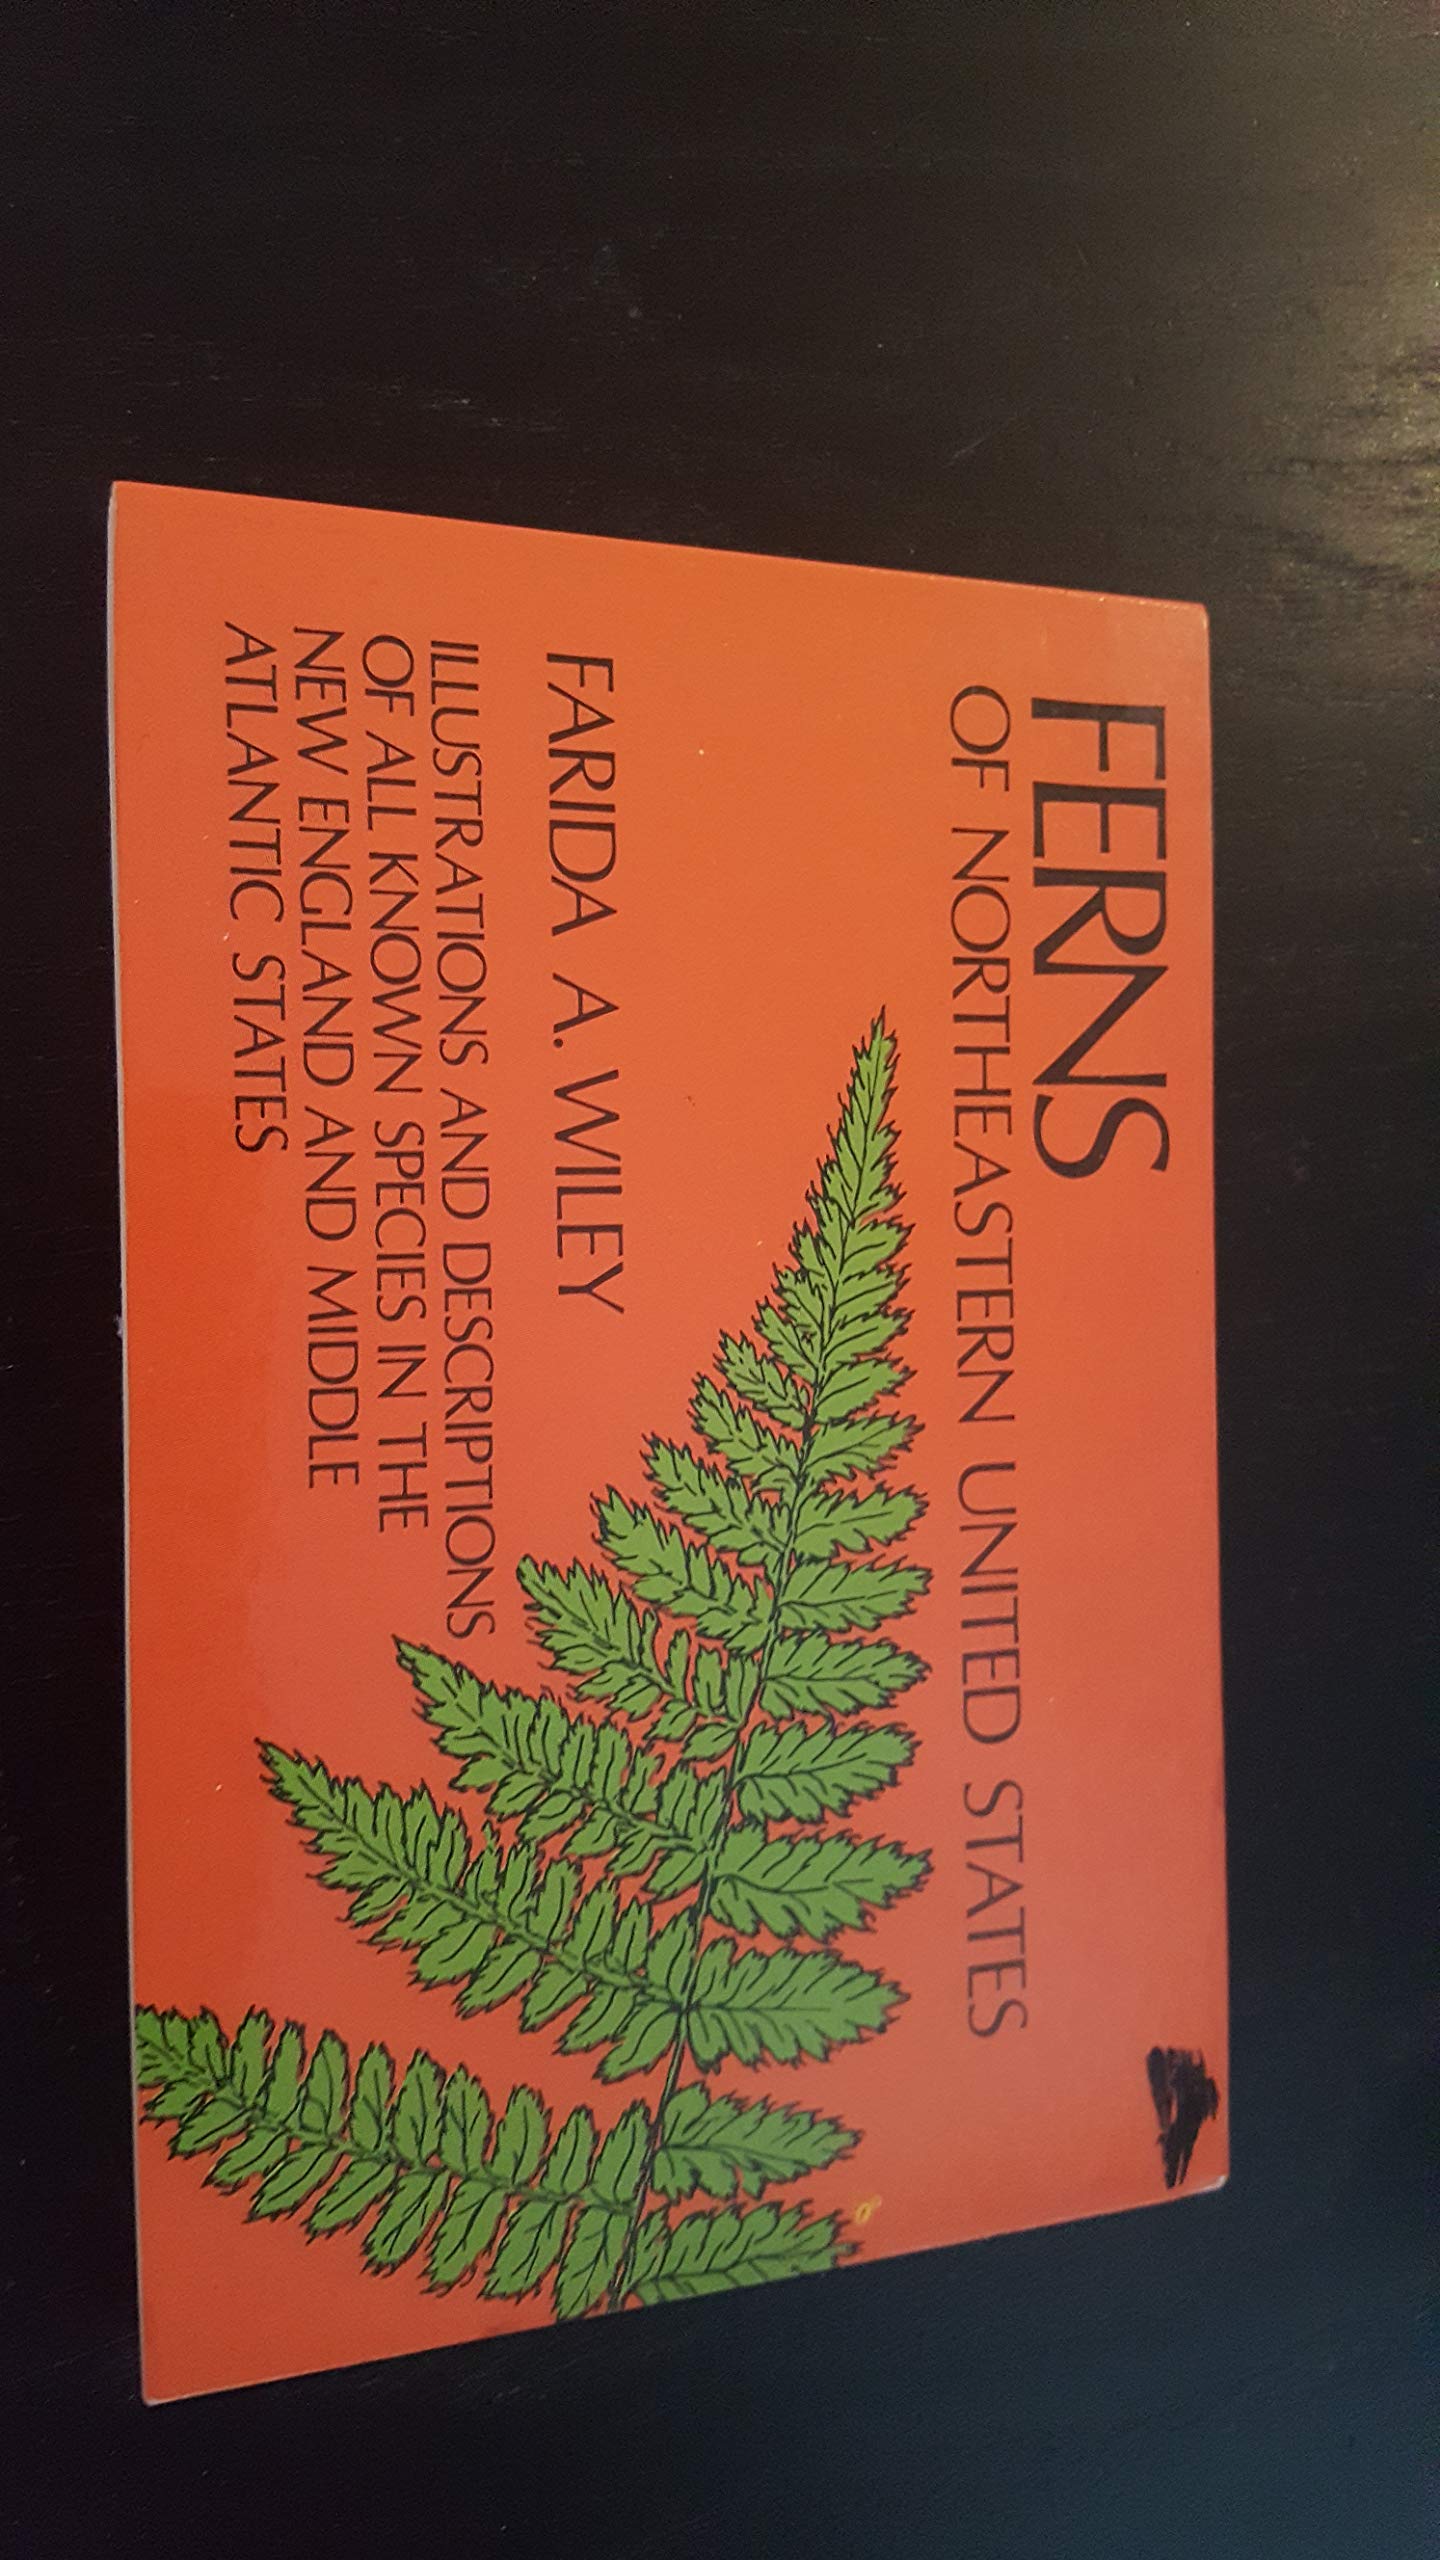 FERNS
OF NORTHEASTERN UNITED STATES
FARIDA A. WILEY
ILLUSTRATIONS AND DESCRIPTIONS
OF ALL KNOWN SPECIES IN THE
NEW ENGLAND AND MIDDLE
ATLANTIC STATES